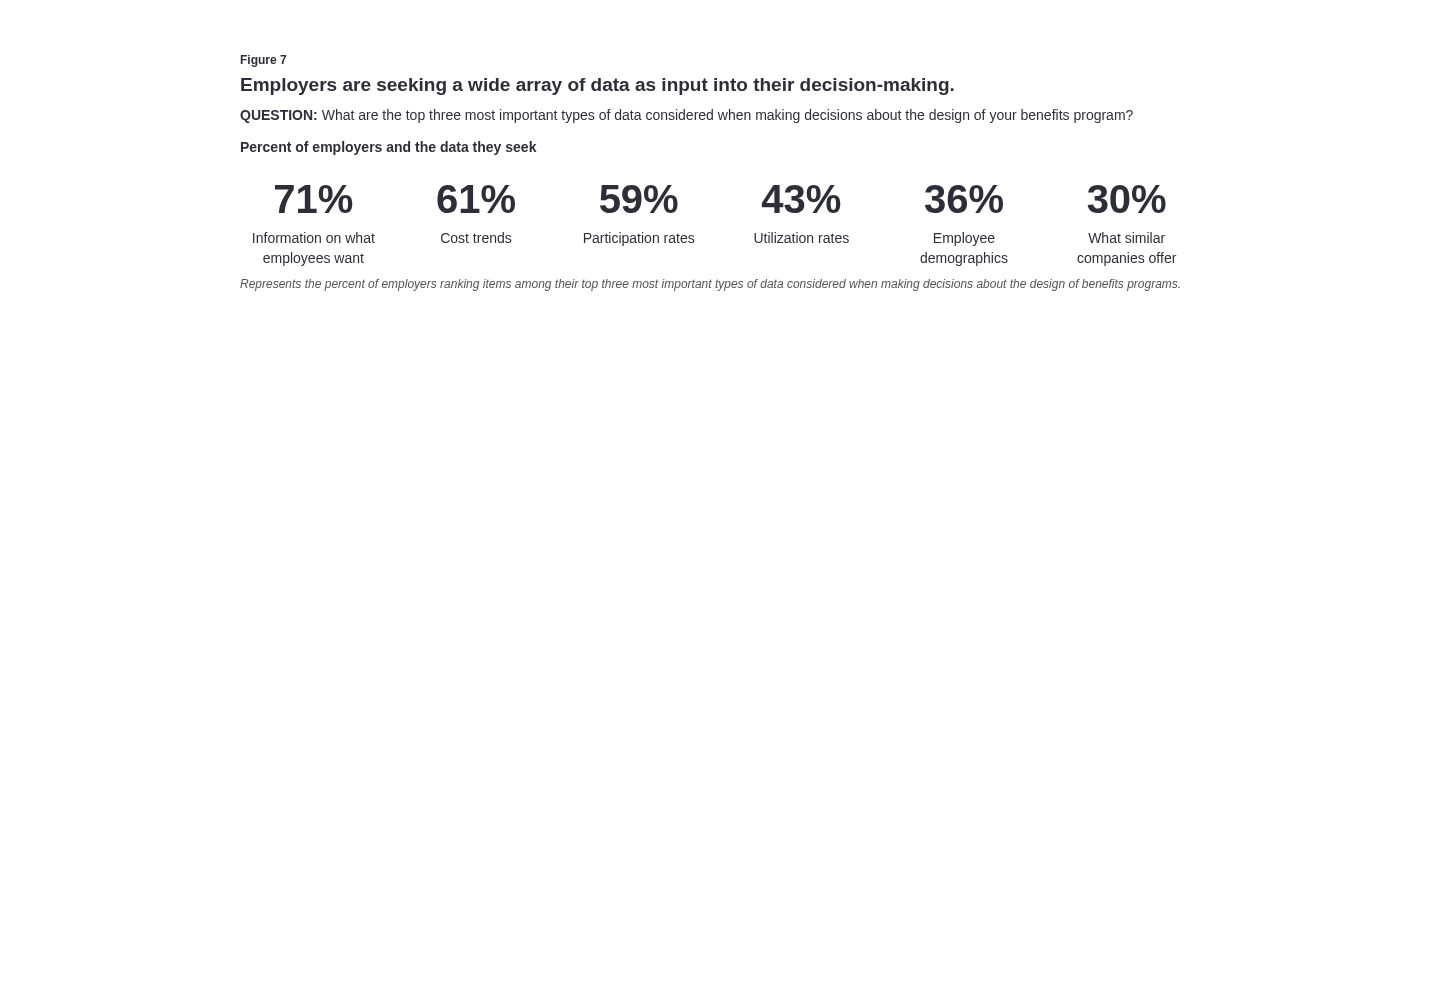 Figure 7
Employers are seeking a wide array of data as input into their decision-making.
QUESTION: What are the top three most important types of data considered when making decisions about the design of your benefits program?
Percent of employers and the data they seek
71%
Information on what
employees want
61%
Cost trends
59%
Participation rates
43%
Utilization rates
36%
Employee
demographics
30%
What similar
companies offer
Represents the percent of employers ranking items among their top three most important types of data considered when making decisions about the design of benefits programs.